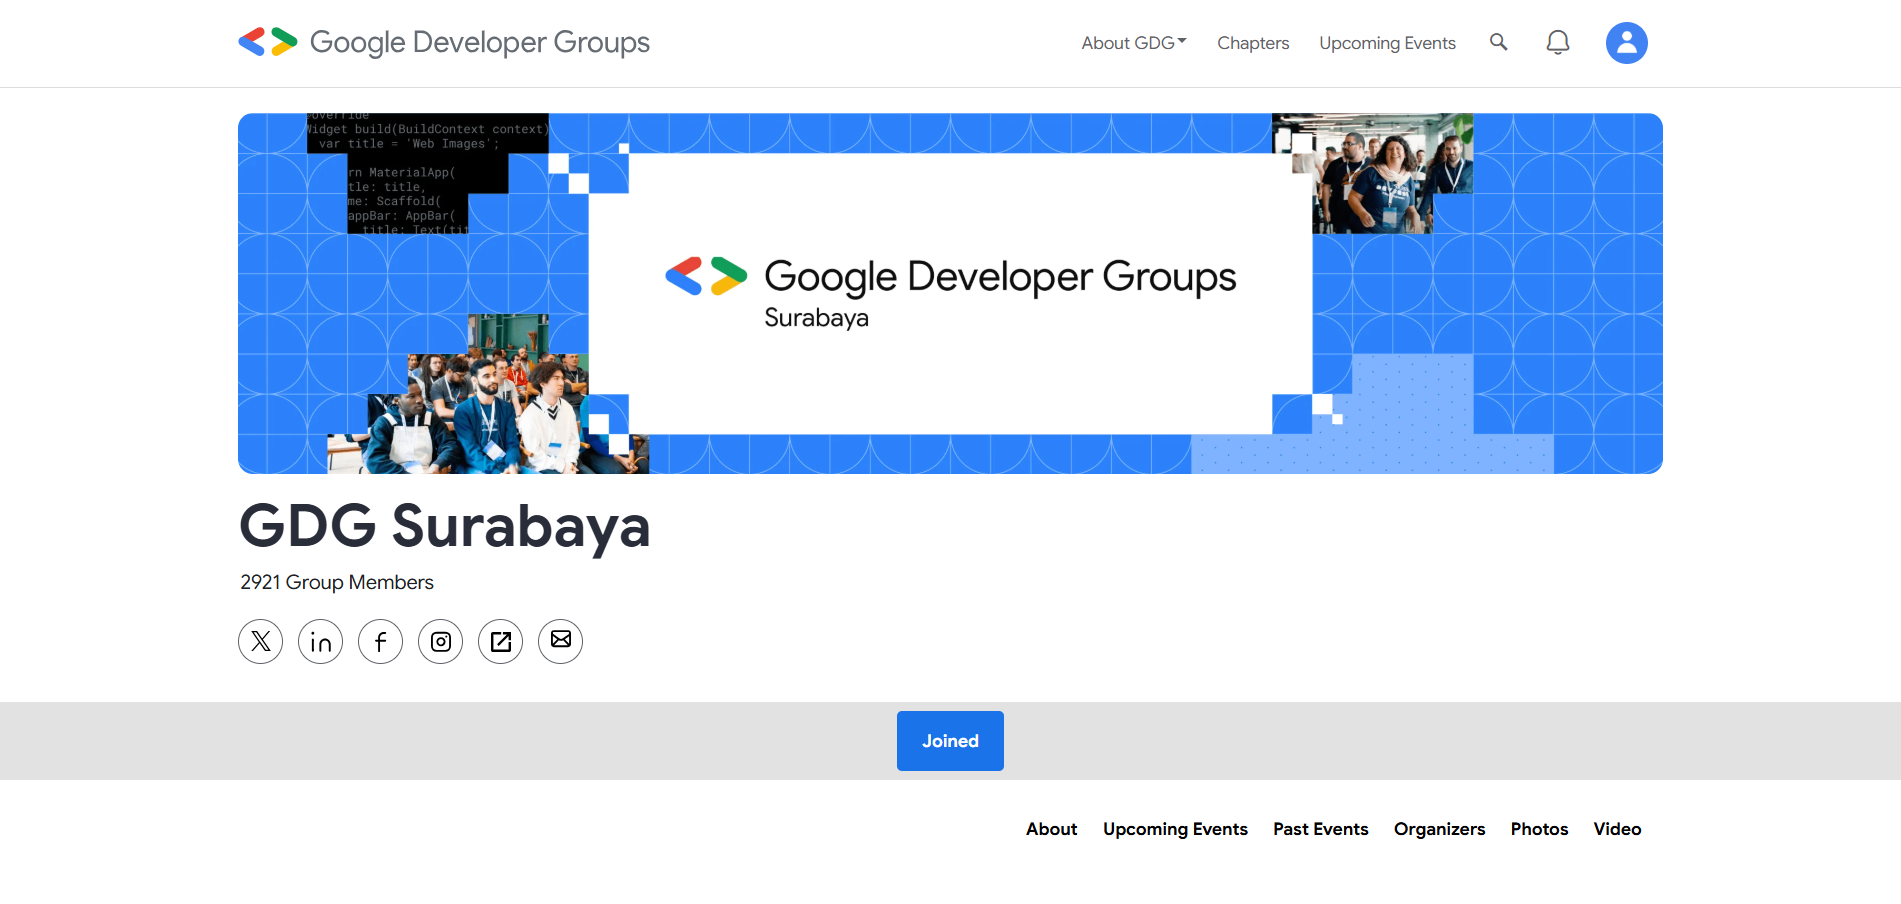 Google Developer Groups
About GDG
Chapters
Upcoming Events
@override
Widget build(BuildContext context)
var title = 'Web Images';
rn MaterialApp(
tle: title,
me: Scaffold(
appBar: AppBar(
title: Text(tit
Google Developer Groups
Surabaya
GDG Surabaya
2921 Group Members
Joined
About
Upcoming Events
Past Events
Organizers
Photos
Video